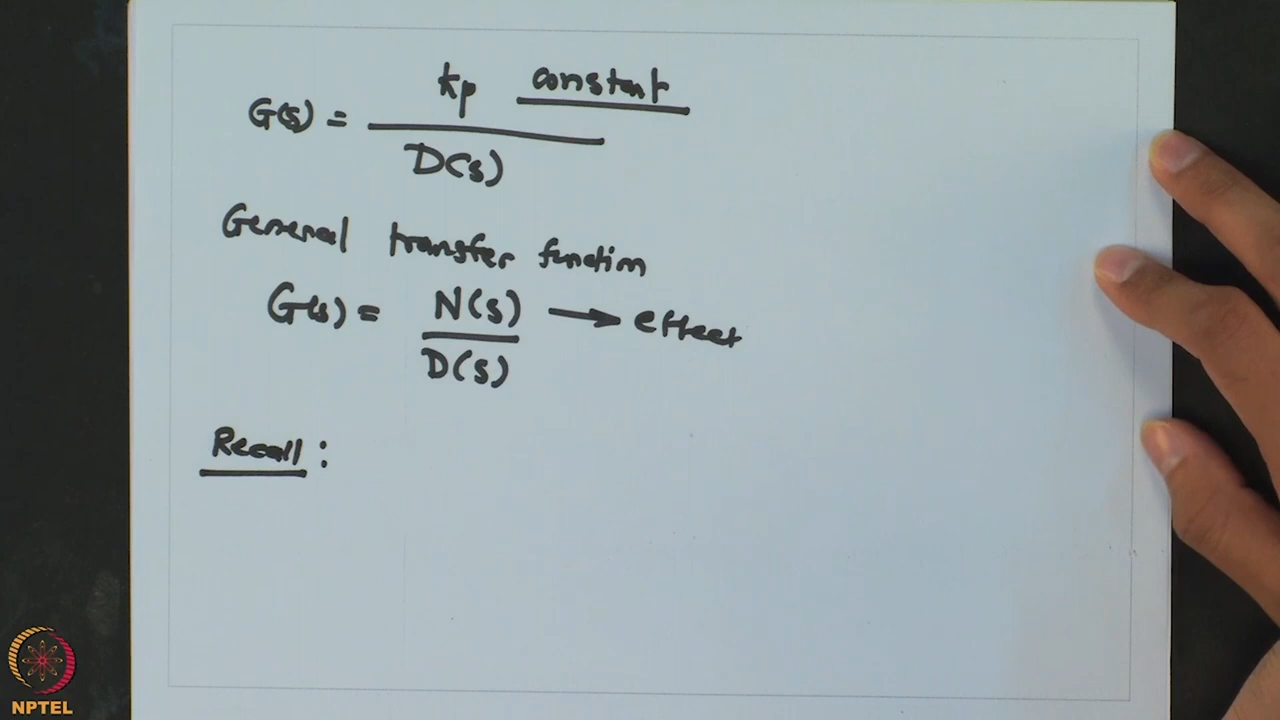 G(s) = kp constant / D(s)
General transfer function
G(s) = N(s) / D(s) → effect
Recall :
NPTEL